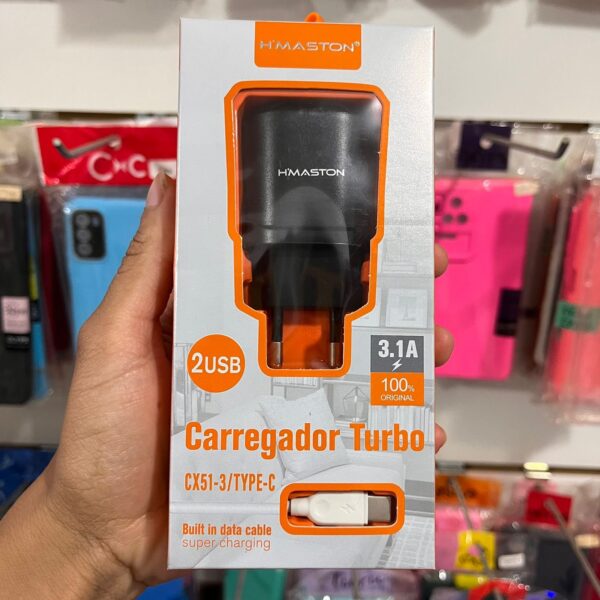 H'MASTON®
H'MASTON
2USB
3.1A
100%
ORIGINAL
Carregador Turbo
CX51-3/TYPE-C
Built in data cable
super charging